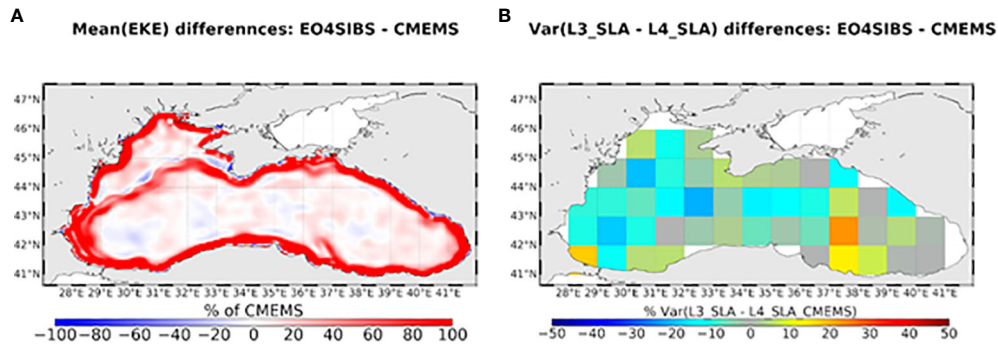 A
Mean(EKE) differennces: EO4SIBS - CMEMS
47°N
46°N
45°N
44°N
43°N
42°N
41°N
28°E 29°E 30°E 31°E 32°E 33°E 34°E 35°E 36°E 37°E 38°E 39°E 40°E 41°E
% of CMEMS
−100 −80 −60 −40 −20 0 20 40 60 80 100
B
Var(L3_SLA - L4_SLA) differences: EO4SIBS - CMEMS
47°N
46°N
45°N
44°N
43°N
42°N
41°N
28°E 29°E 30°E 31°E 32°E 33°E 34°E 35°E 36°E 37°E 38°E 39°E 40°E 41°E
% Var(L3_SLA - L4_SLA_CMEMS)
−50 −40 −30 −20 −10 0 10 20 30 40 50